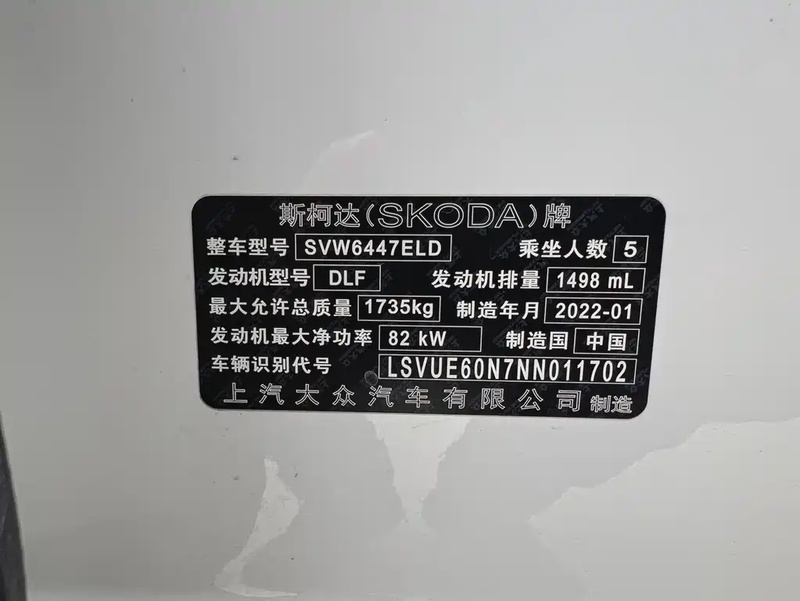 斯柯达(SKODA)牌
整车型号 SVW6447ELD 乘坐人数 5
发动机型号 DLF 发动机排量 1498 mL
最大允许总质量 1735kg 制造年月 2022-01
发动机最大净功率 82 kW 制造国 中国
车辆识别代号 LSVUE60N7NN011702
上汽大众汽车有限公司 制造